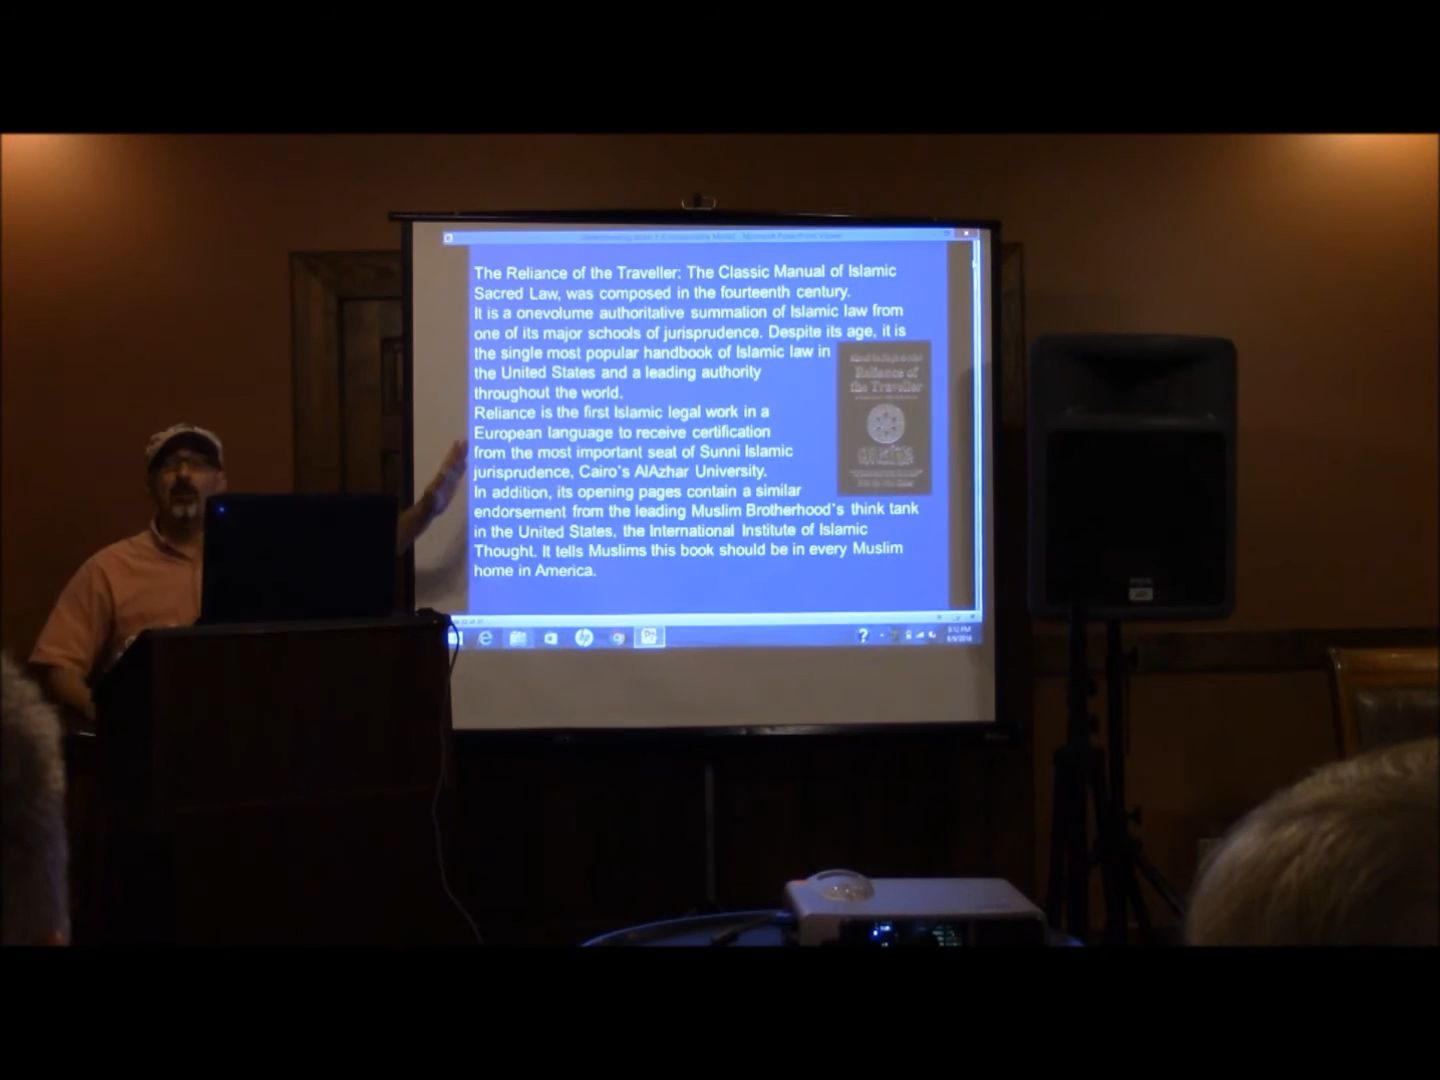 Microsoft PowerPoint Viewer
The Reliance of the Traveller: The Classic Manual of Islamic
Sacred Law, was composed in the fourteenth century.
It is a onevolume authoritative summation of Islamic law from
one of its major schools of jurisprudence. Despite its age, it is
the single most popular handbook of Islamic law in
the United States and a leading authority
throughout the world.
Reliance is the first Islamic legal work in a
European language to receive certification
from the most important seat of Sunni Islamic
jurisprudence, Cairo's AlAzhar University.
In addition, its opening pages contain a similar
endorsement from the leading Muslim Brotherhood's think tank
in the United States, the International Institute of Islamic
Thought. It tells Muslims this book should be in every Muslim
home in America.
Reliance of
the Traveller